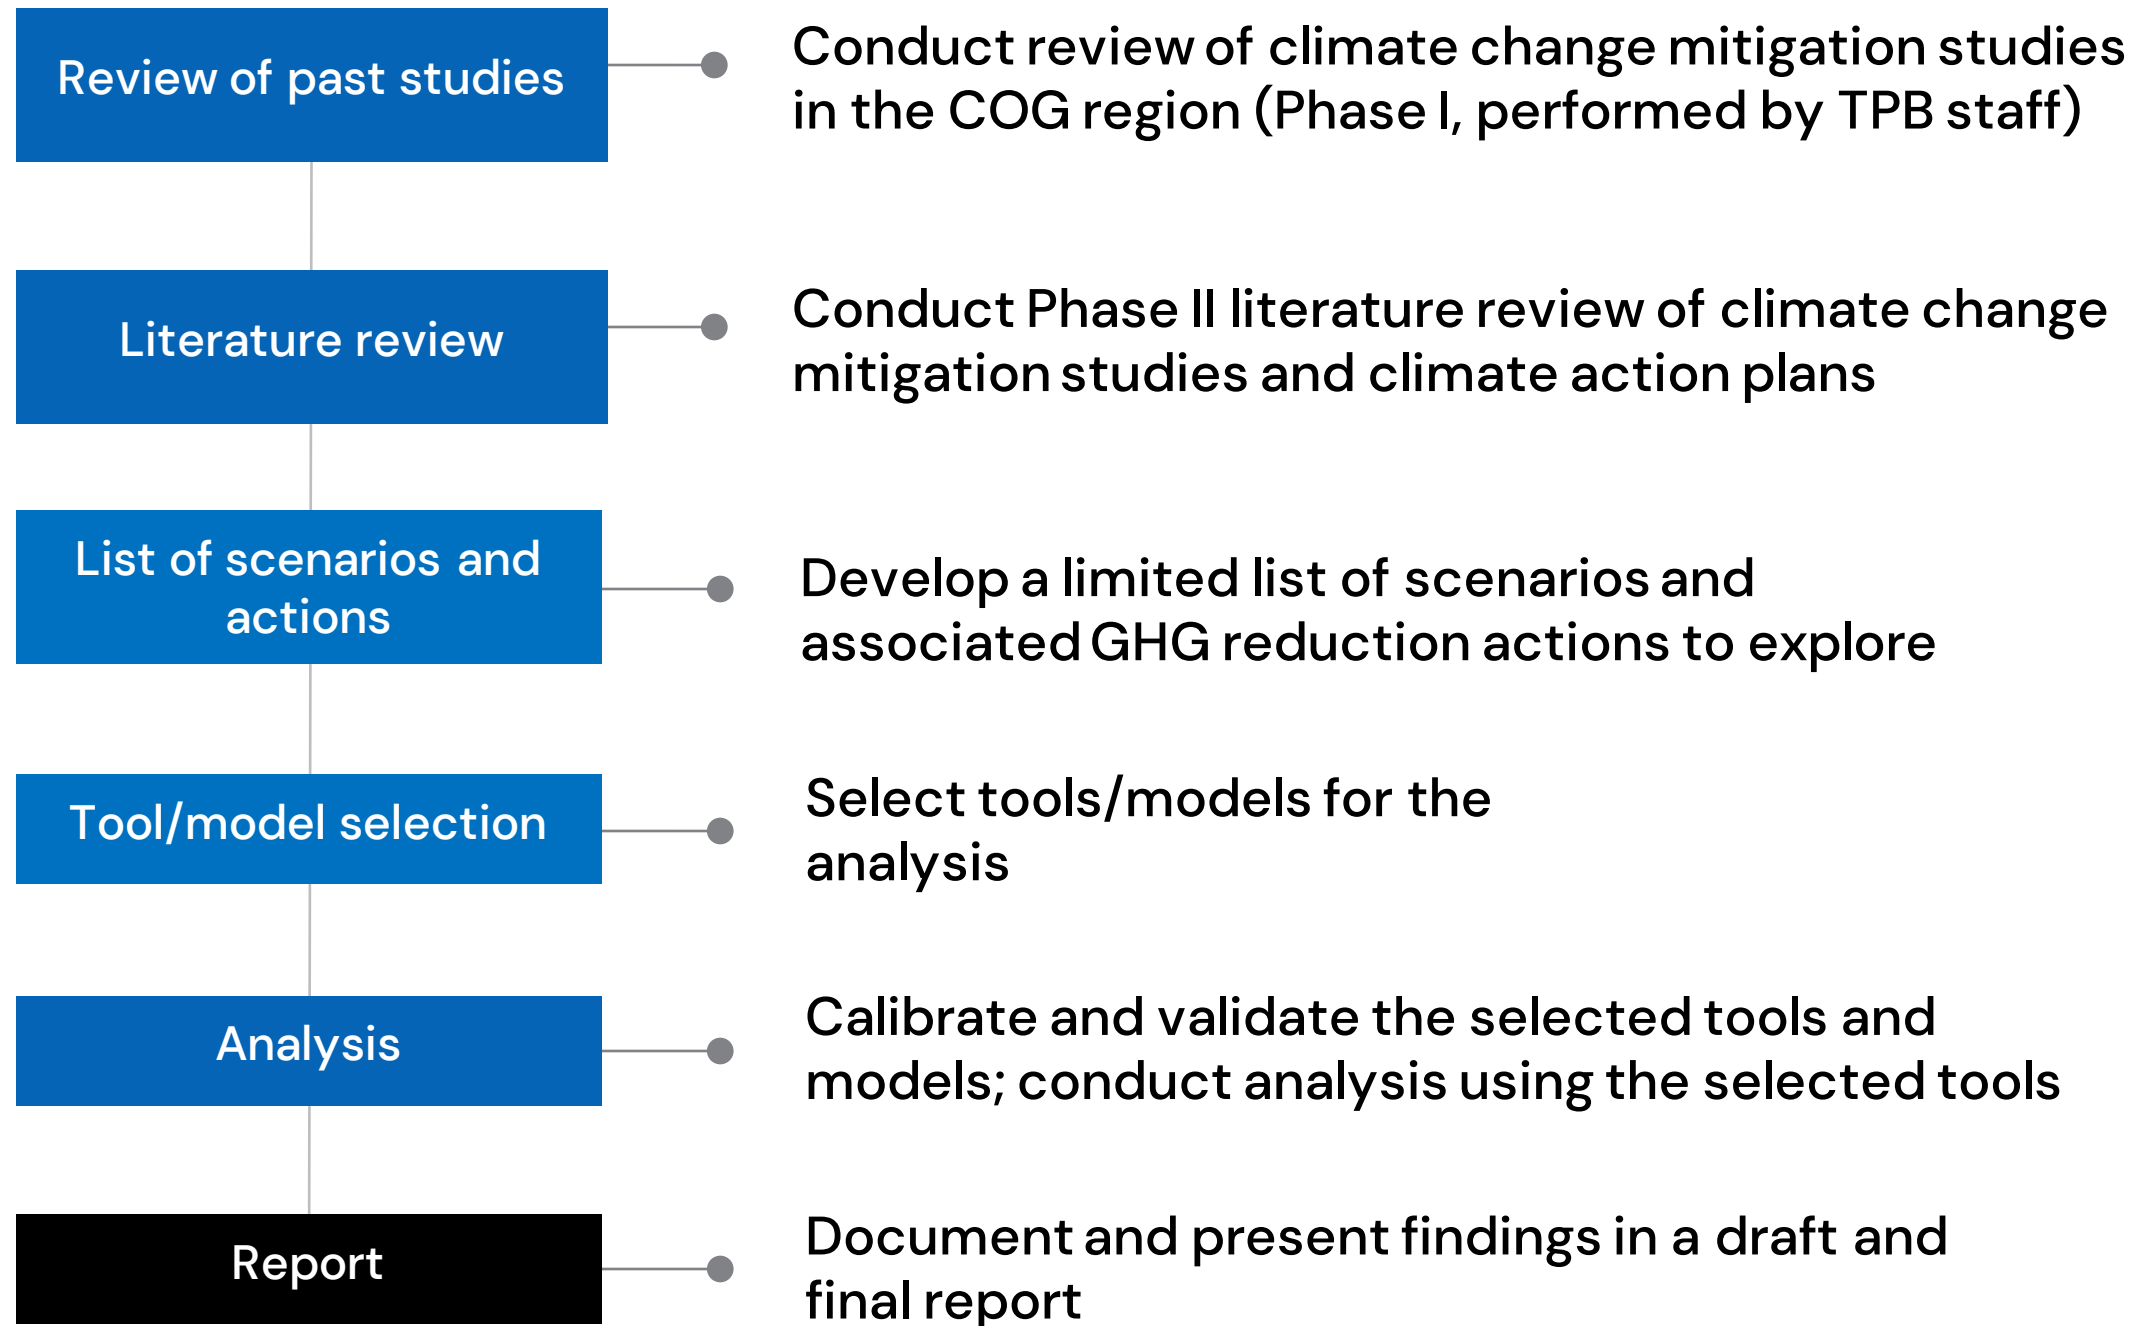 Review of past studies
Conduct review of climate change mitigation studies
in the COG region (Phase I, performed by TPB staff)
Literature review
Conduct Phase II literature review of climate change
mitigation studies and climate action plans
List of scenarios and
actions
Develop a limited list of scenarios and
associated GHG reduction actions to explore
Tool/model selection
Select tools/models for the
analysis
Analysis
Calibrate and validate the selected tools and
models; conduct analysis using the selected tools
Report
Document and present findings in a draft and
final report